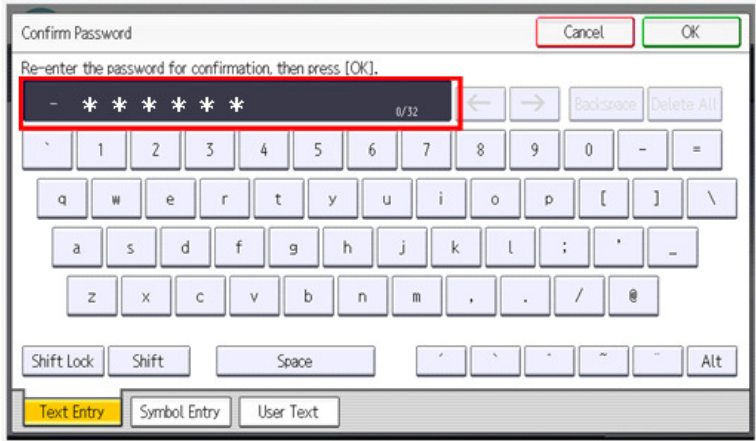 Confirm Password Cancel OK
Re-enter the password for confirmation, then press [OK].
- * * * * * * 0/32 ← → Backspace Delete All
` 1 2 3 4 5 6 7 8 9 0 - =
q w e r t y u i o p [ ] \
a s d f g h j k l ; ' _
z x c v b n m , . / @
Shift Lock Shift Space ´ ` ^ ~ ¨ Alt
Text Entry Symbol Entry User Text